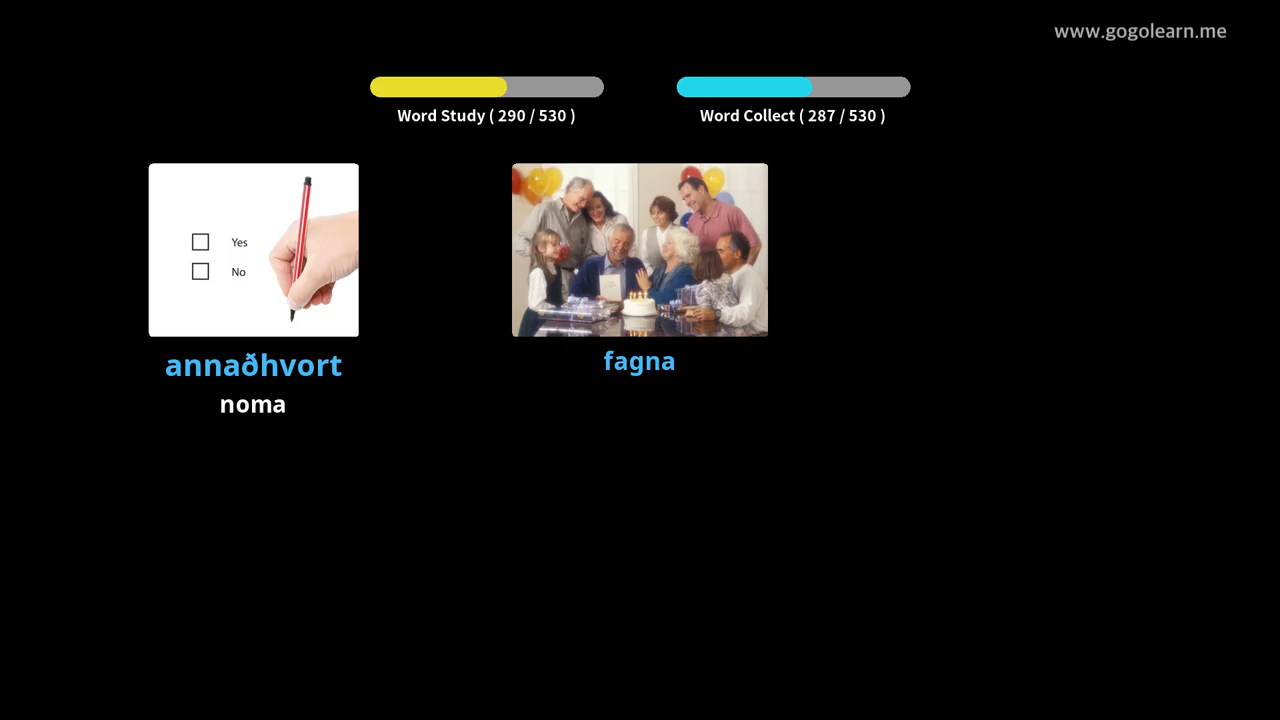 www.gogolearn.me
Word Study ( 290 / 530 )
Word Collect ( 287 / 530 )
Yes
No
annaðhvort
noma
fagna